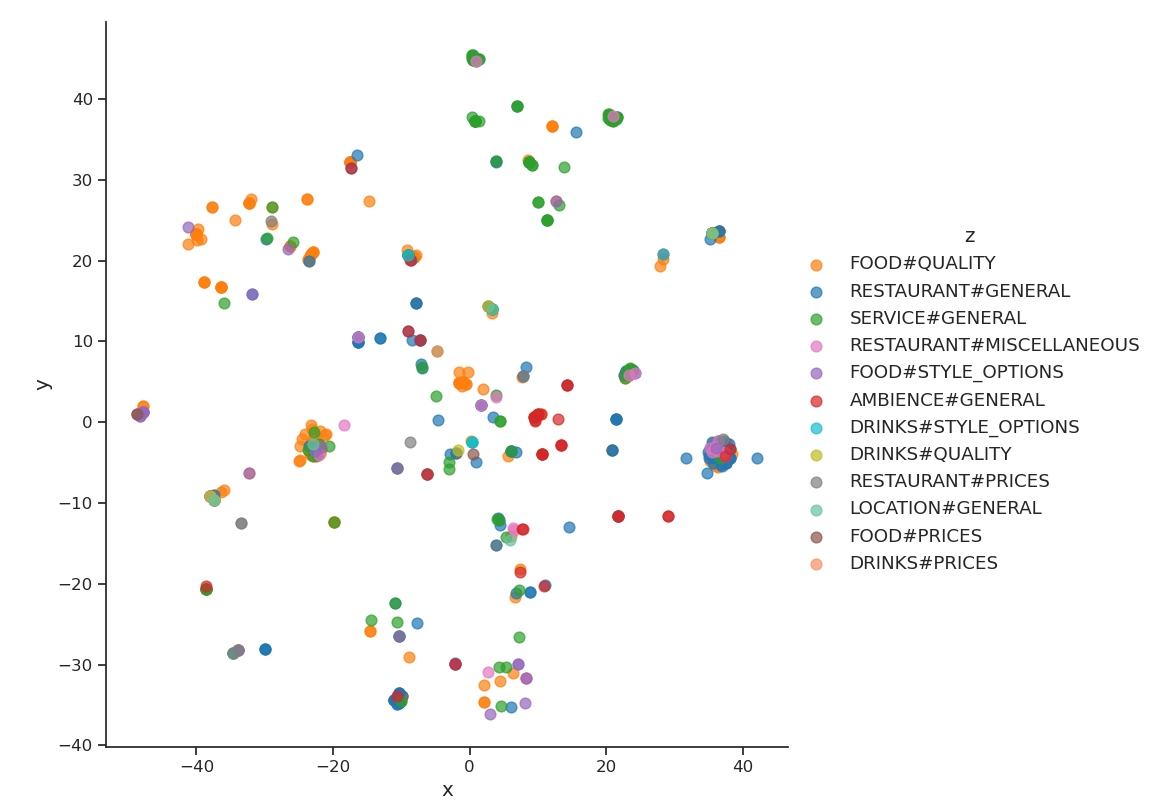 40
30
20
10
0
−10
−20
−30
−40
y
−40
−20
0
20
40
x
z
FOOD#QUALITY
RESTAURANT#GENERAL
SERVICE#GENERAL
RESTAURANT#MISCELLANEOUS
FOOD#STYLE_OPTIONS
AMBIENCE#GENERAL
DRINKS#STYLE_OPTIONS
DRINKS#QUALITY
RESTAURANT#PRICES
LOCATION#GENERAL
FOOD#PRICES
DRINKS#PRICES